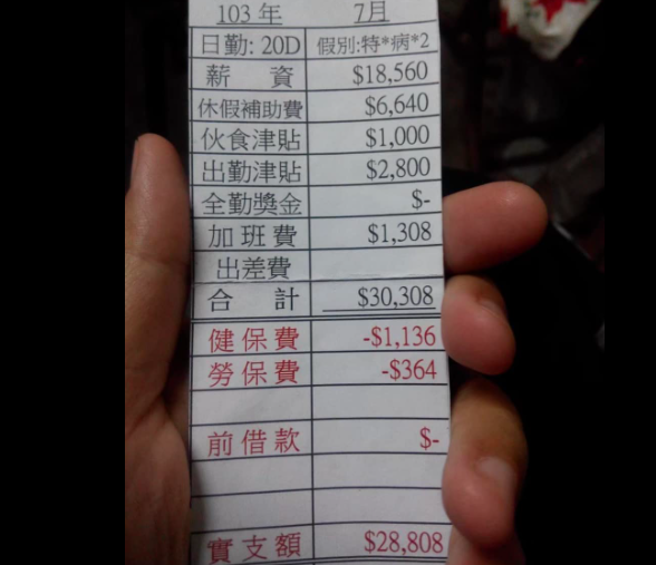 103 年 7月
日勤: 20D 假別:特*病*2
薪 資 $18,560
休假補助費 $6,640
伙食津貼 $1,000
出勤津貼 $2,800
全勤獎金 $-
加班費 $1,308
出差費
合 計 $30,308
健保費 -$1,136
勞保費 -$364
前借款 $-
實支額 $28,808